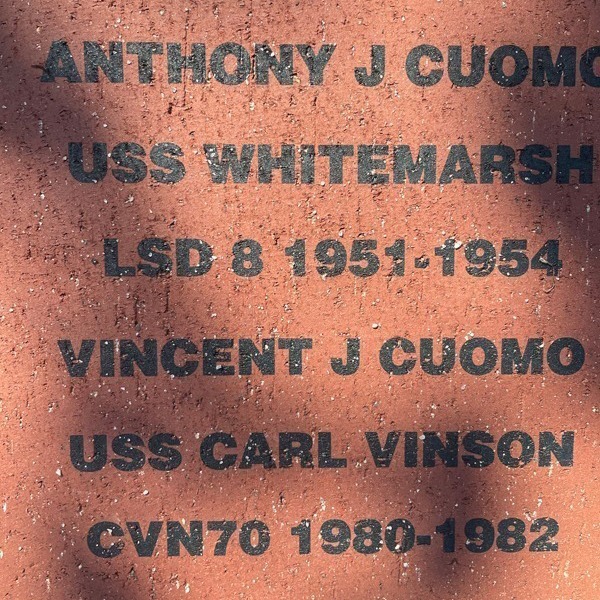 ANTHONY J CUOMO
USS WHITEMARSH
LSD 8 1951-1954
VINCENT J CUOMO
USS CARL VINSON
CVN70 1980-1982